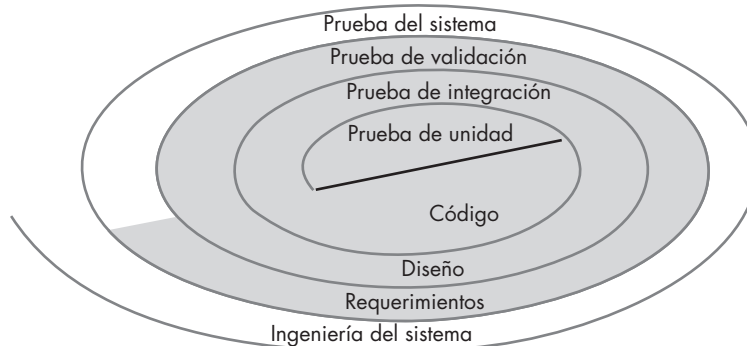 Prueba del sistema
Prueba de validación
Prueba de integración
Prueba de unidad
Código
Diseño
Requerimientos
Ingeniería del sistema